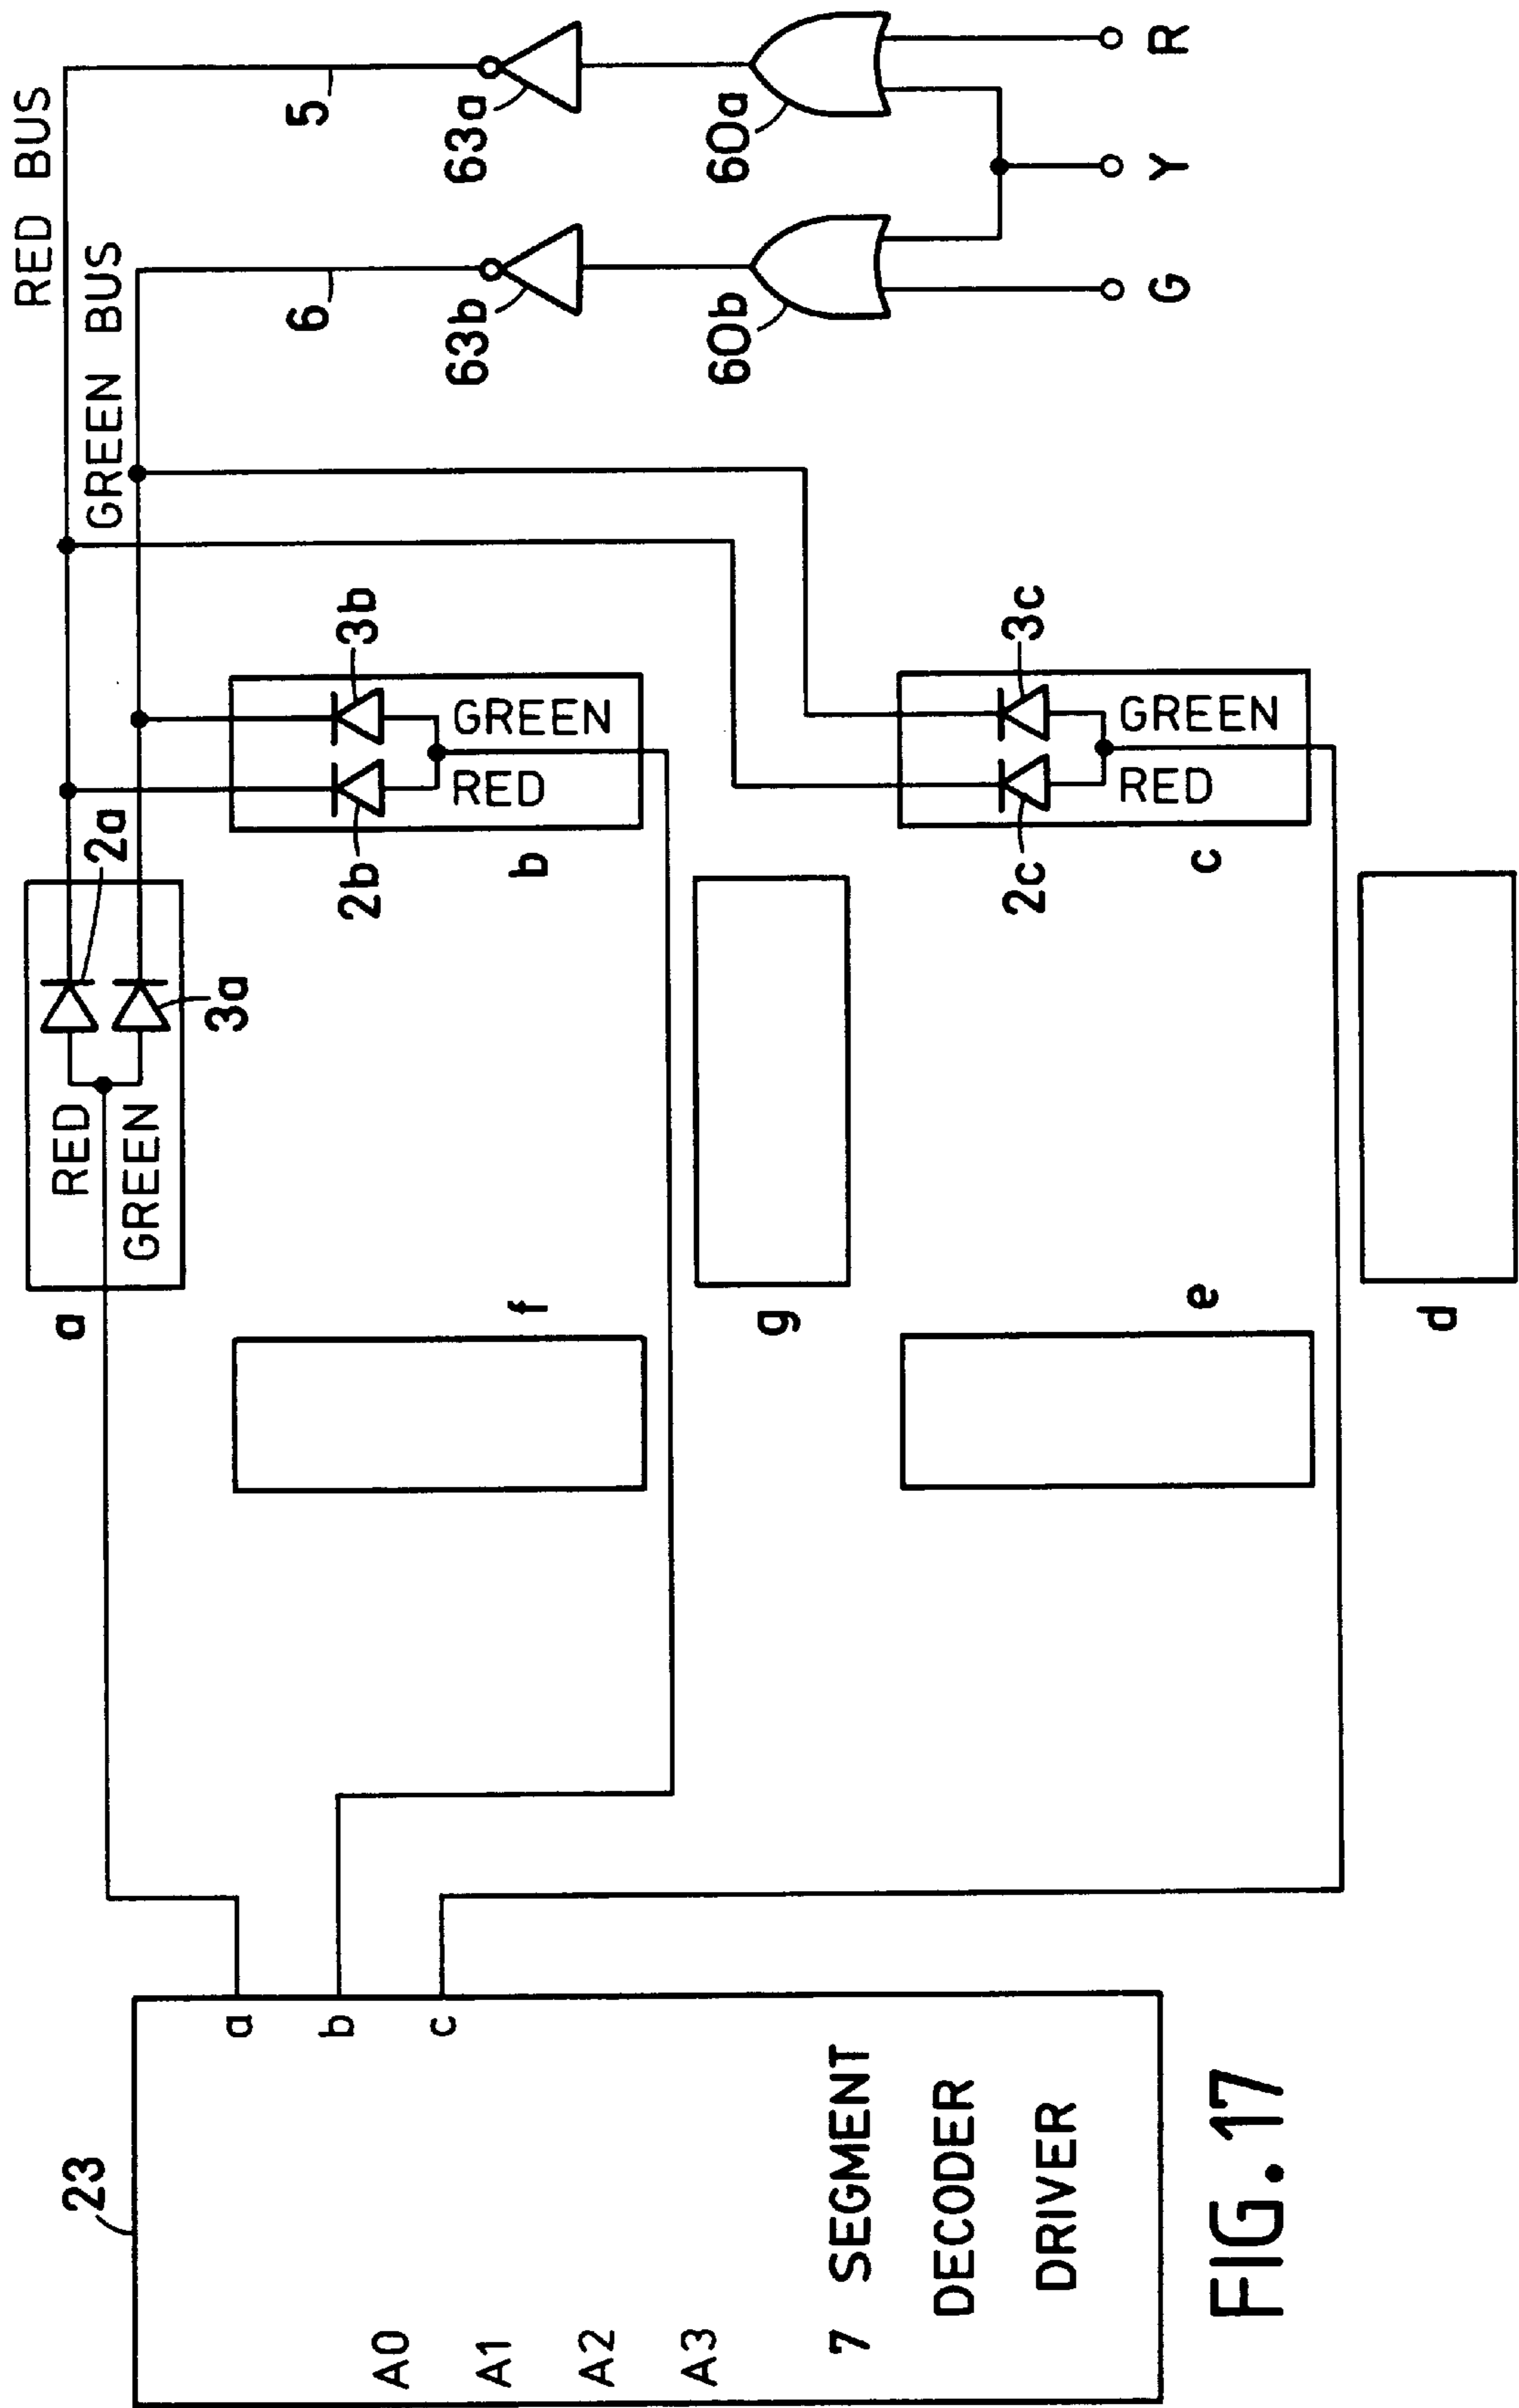 23
A0
A1
A2
A3
a
b
c
7 SEGMENT
DECODER
DRIVER
a
RED
GREEN
2a
3a
f
b
2b
3b
RED
GREEN
g
e
c
2c
3c
RED
GREEN
d
RED BUS
GREEN BUS
5
6
63a
63b
60a
60b
R
Y
G
FIG. 17